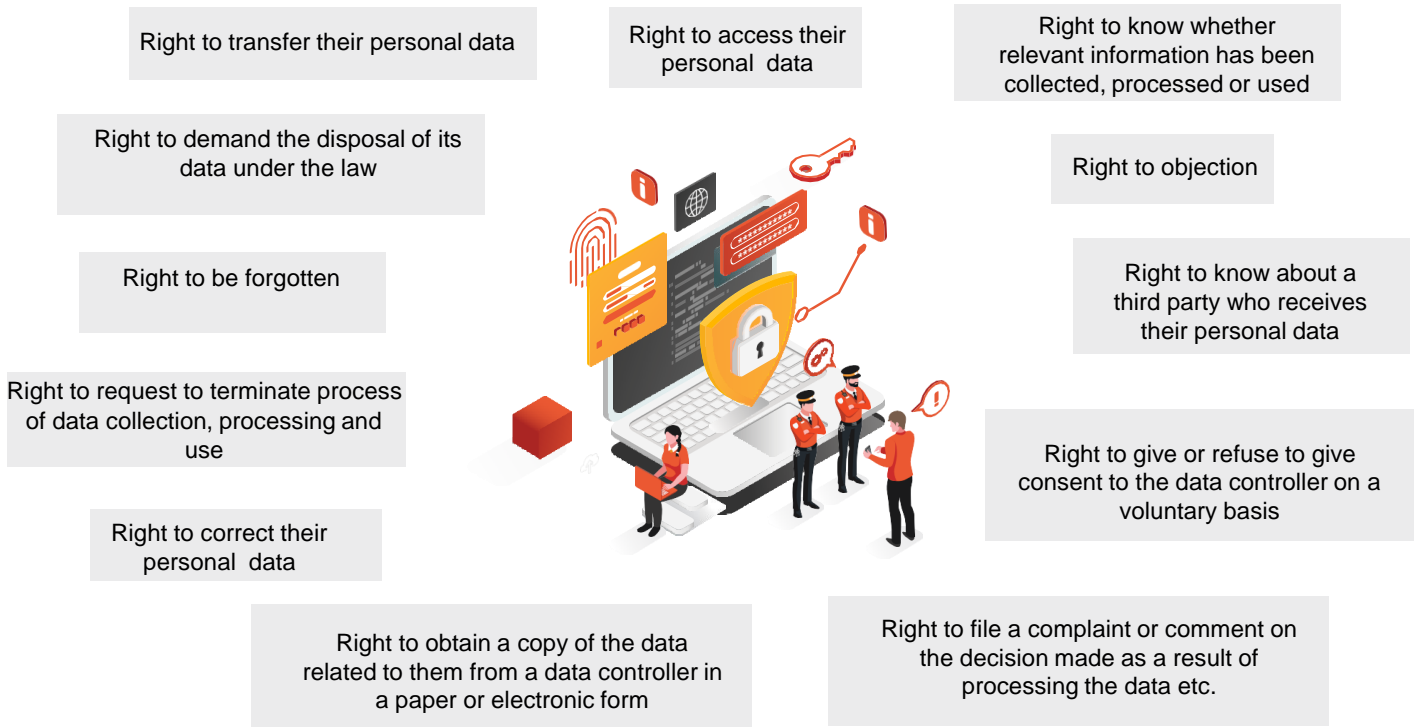 Right to transfer their personal data
Right to access their
personal data
Right to know whether
relevant information has been
collected, processed or used
Right to demand the disposal of its
data under the law
Right to objection
Right to be forgotten
Right to know about a
third party who receives
their personal data
Right to request to terminate process
of data collection, processing and
use
Right to give or refuse to give
consent to the data controller on a
voluntary basis
Right to correct their
personal data
Right to obtain a copy of the data
related to them from a data controller in
a paper or electronic form
Right to file a complaint or comment on
the decision made as a result of
processing the data etc.